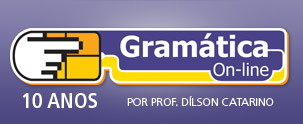 Gramática
On-line
10 ANOS
POR PROF. DÍLSON CATARINO